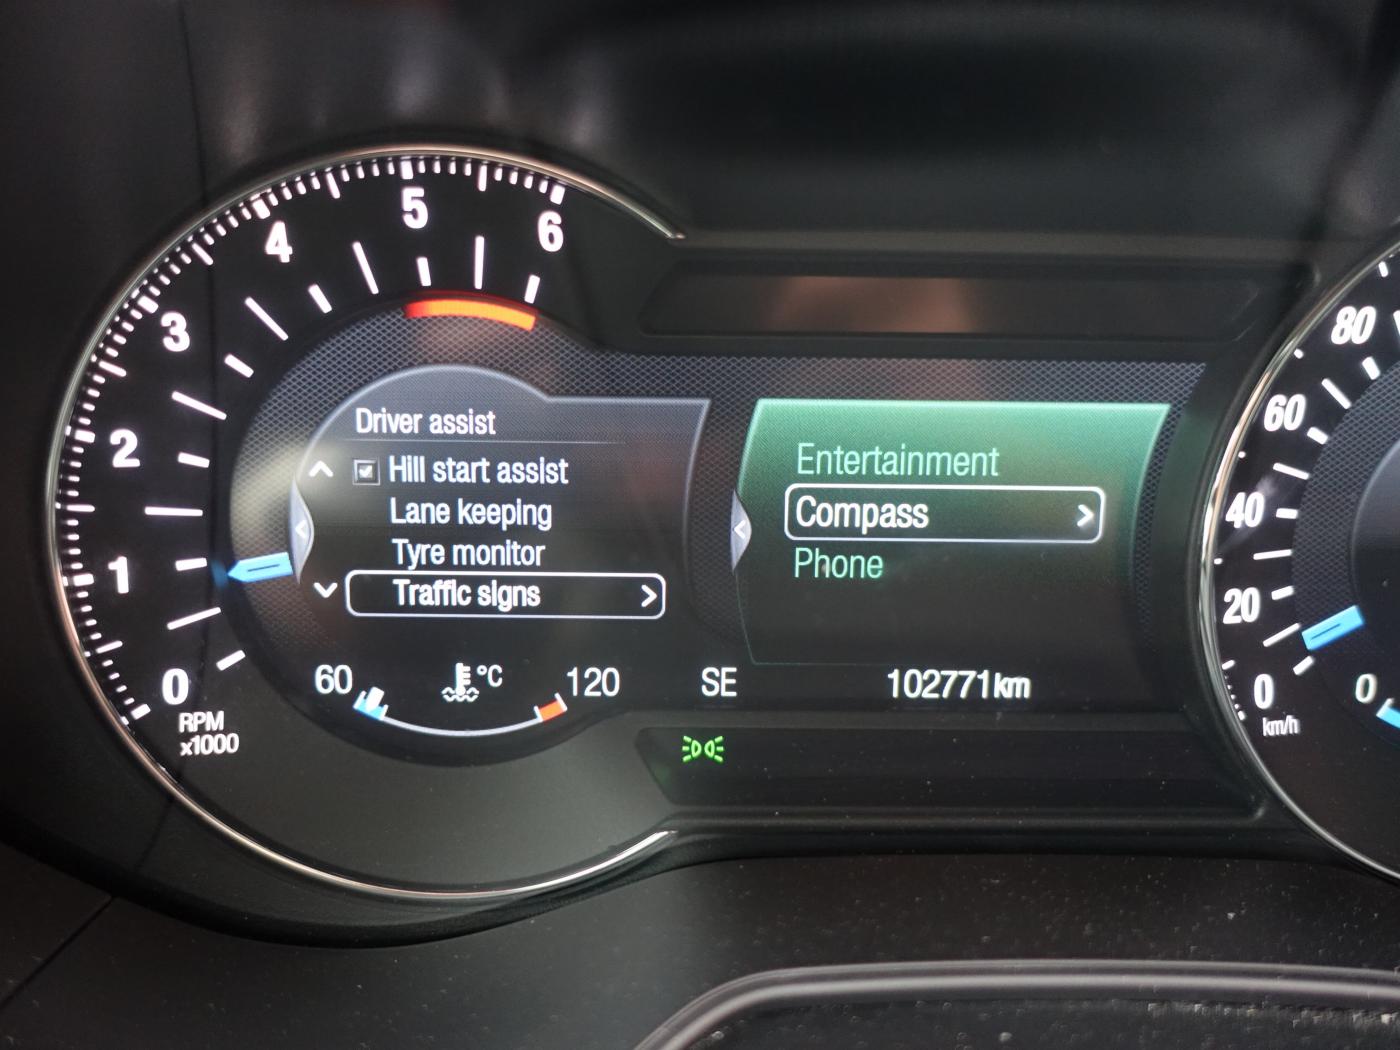 0
1
2
3
4
5
6
RPM
x1000
Driver assist
Hill start assist
Lane keeping
Tyre monitor
Traffic signs
60
°C
120
SE
Entertainment
Compass
Phone
102771km
0
20
40
60
80
km/h
0